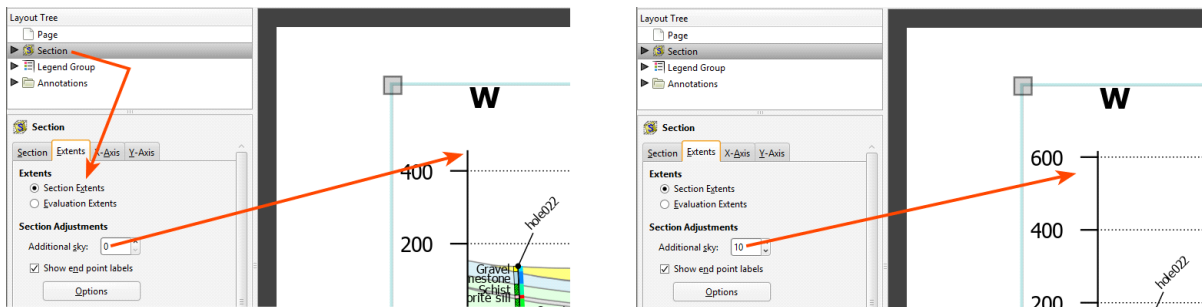 Layout Tree
Page
Section
Legend Group
Annotations
Section
Section Extents X-Axis Y-Axis
Extents
Section Extents
Evaluation Extents
Section Adjustments
Additional sky: 0
Show end point labels
Options
W
400
200
hole022
Gravel
Schist
Layout Tree
Page
Section
Legend Group
Annotations
Section
Section Extents X-Axis Y-Axis
Extents
Section Extents
Evaluation Extents
Section Adjustments
Additional sky: 10
Show end point labels
Options
W
600
400
200
hole022